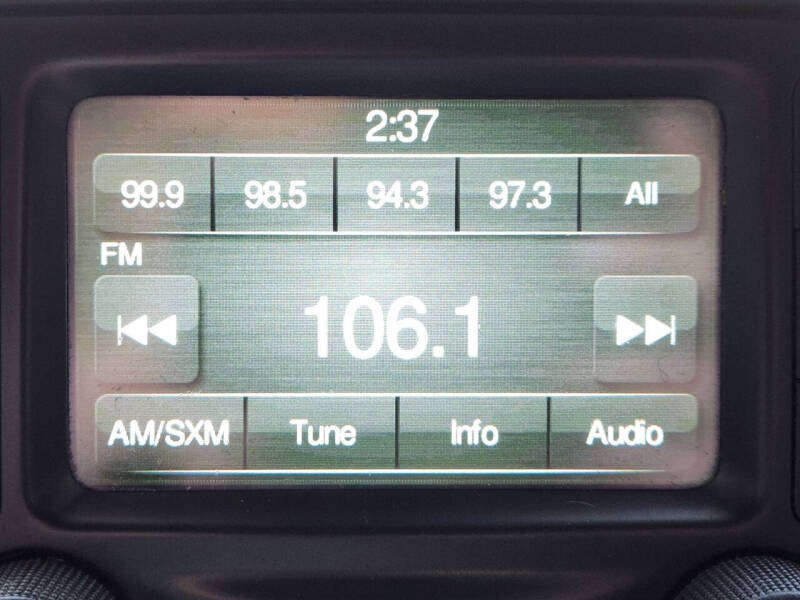 2:37
99.9 98.5 94.3 97.3 All
FM
106.1
AM/SXM Tune Info Audio